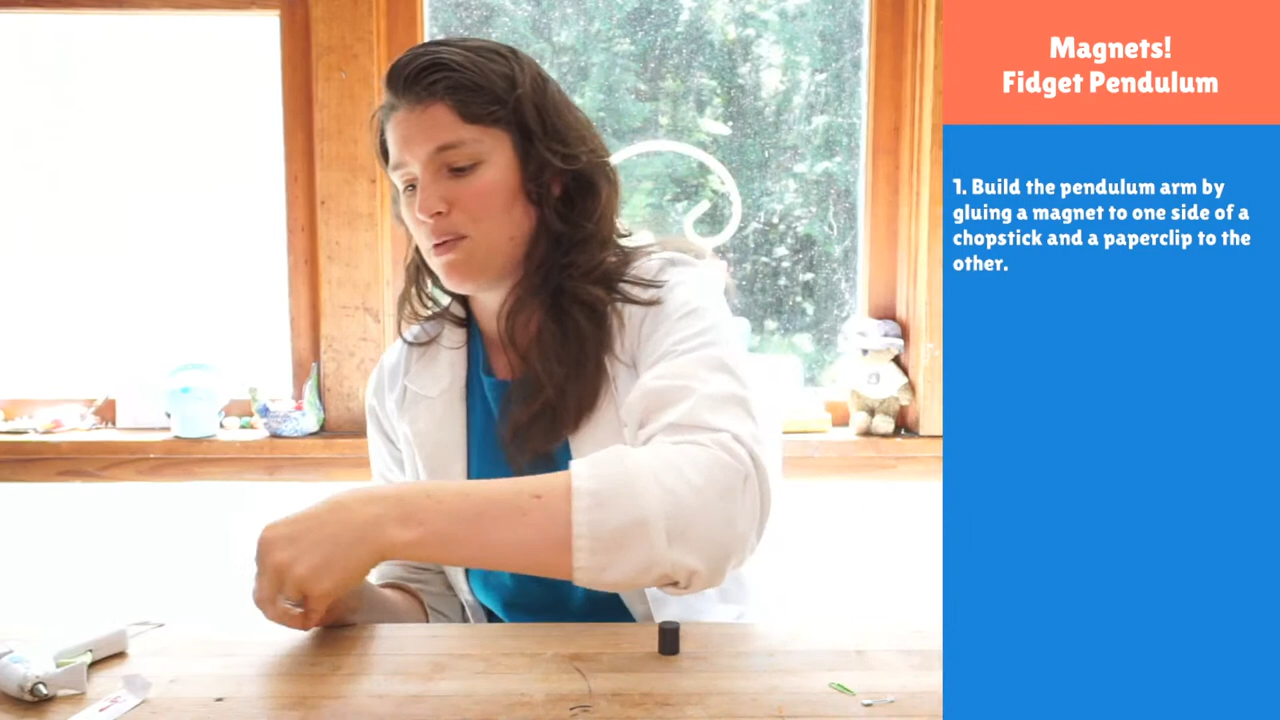 Magnets!
Fidget Pendulum
1. Build the pendulum arm by
gluing a magnet to one side of a
chopstick and a paperclip to the
other.